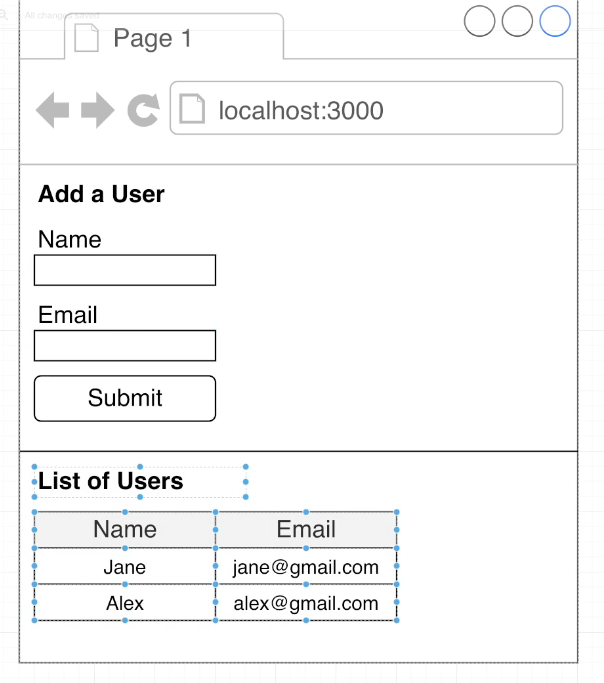 All changes saved
Page 1
localhost:3000
Add a User
Name
Email
Submit
List of Users
Name Email
Jane jane@gmail.com
Alex alex@gmail.com